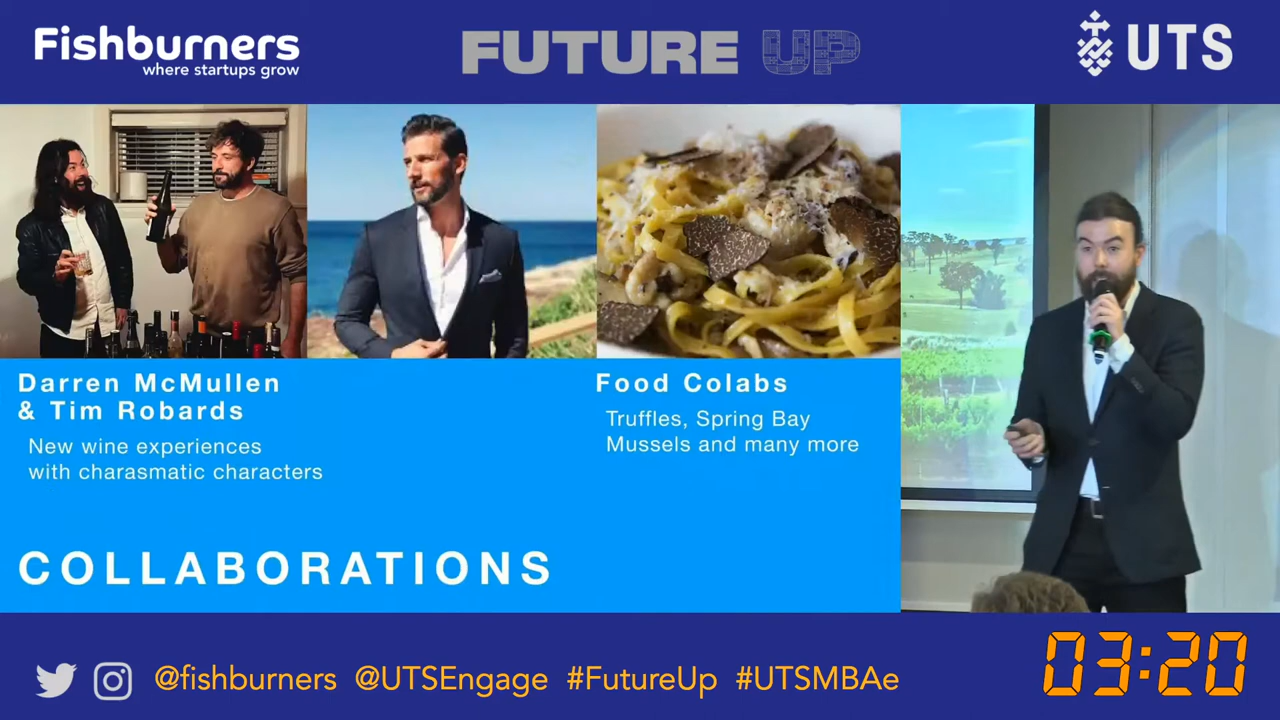 Fishburners
where startups grow
FUTURE UP
UTS
Darren McMullen
& Tim Robards
New wine experiences
with charasmatic characters
Food Colabs
Truffles, Spring Bay
Mussels and many more
COLLABORATIONS
@fishburners @UTSEngage #FutureUp #UTSMBAe
03:20